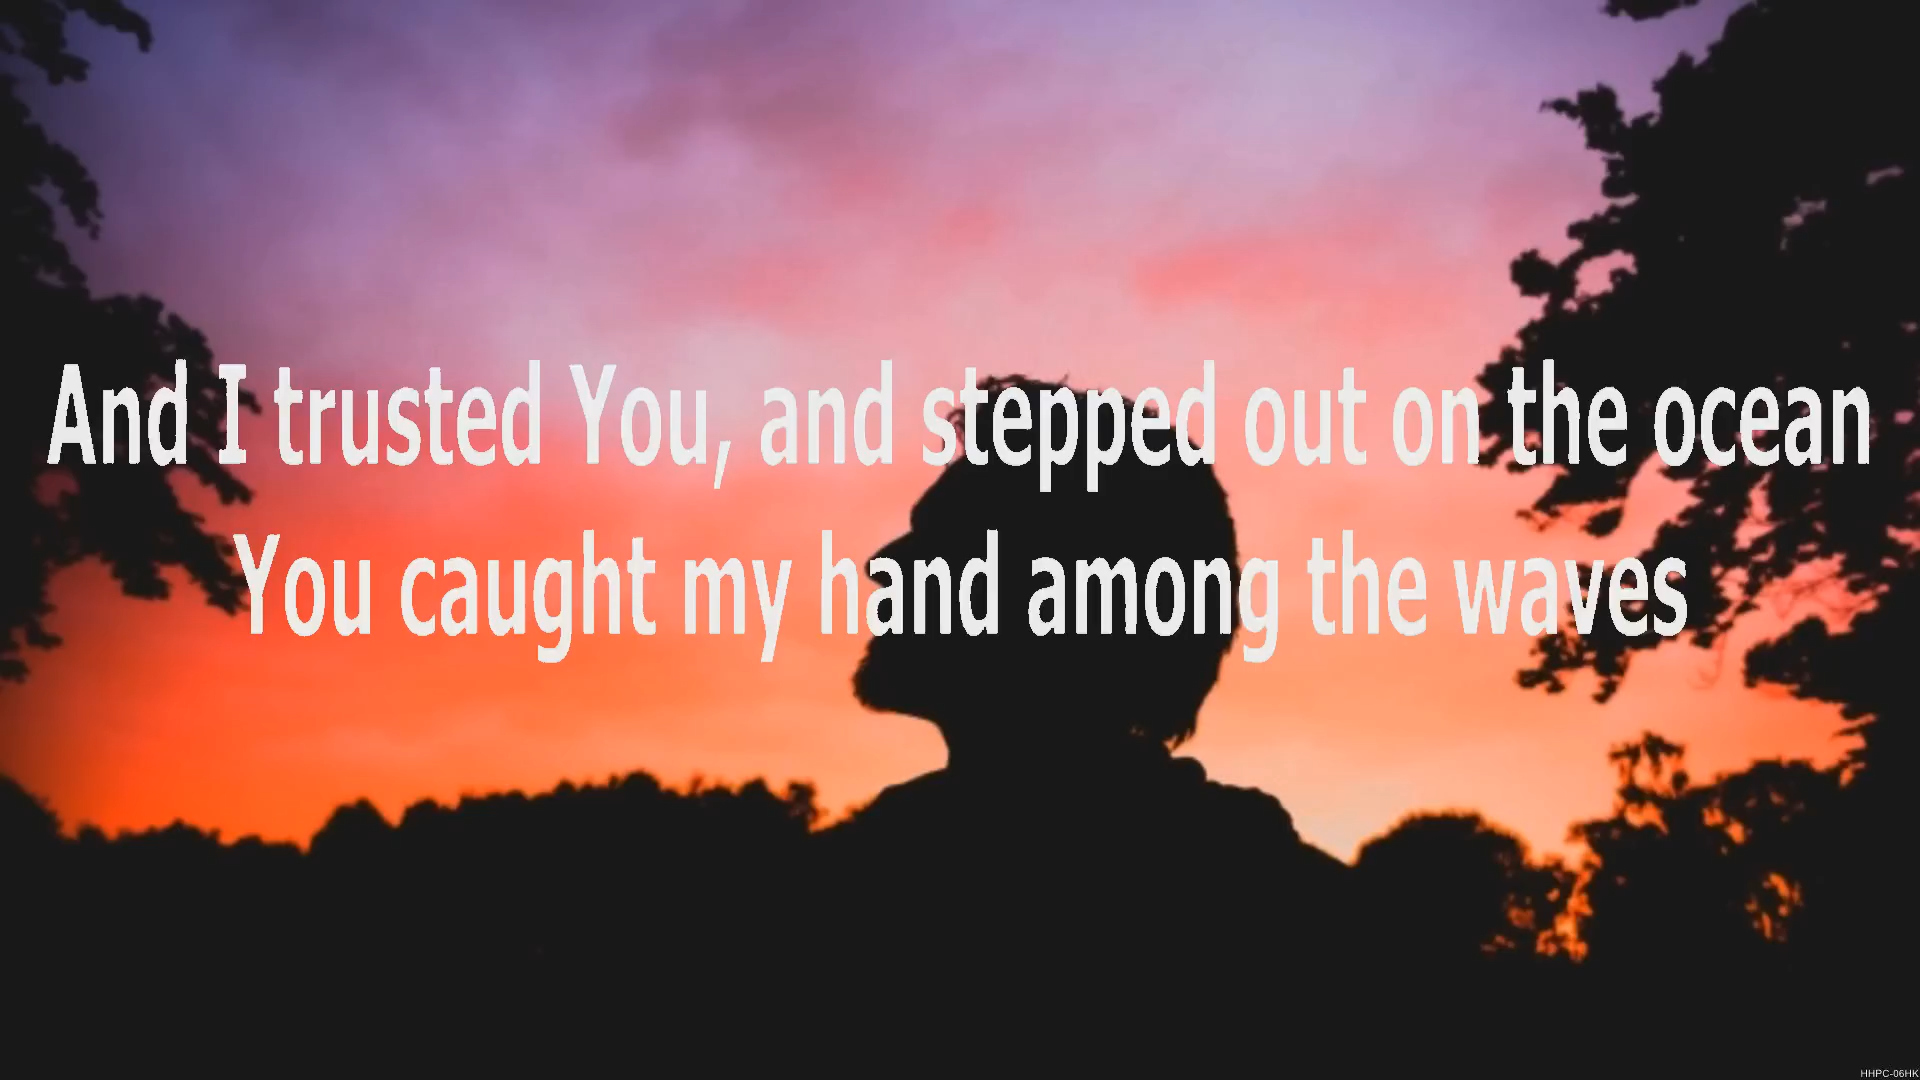 And I trusted You, and stepped out on the ocean
You caught my hand among the waves
HHPC-06HK